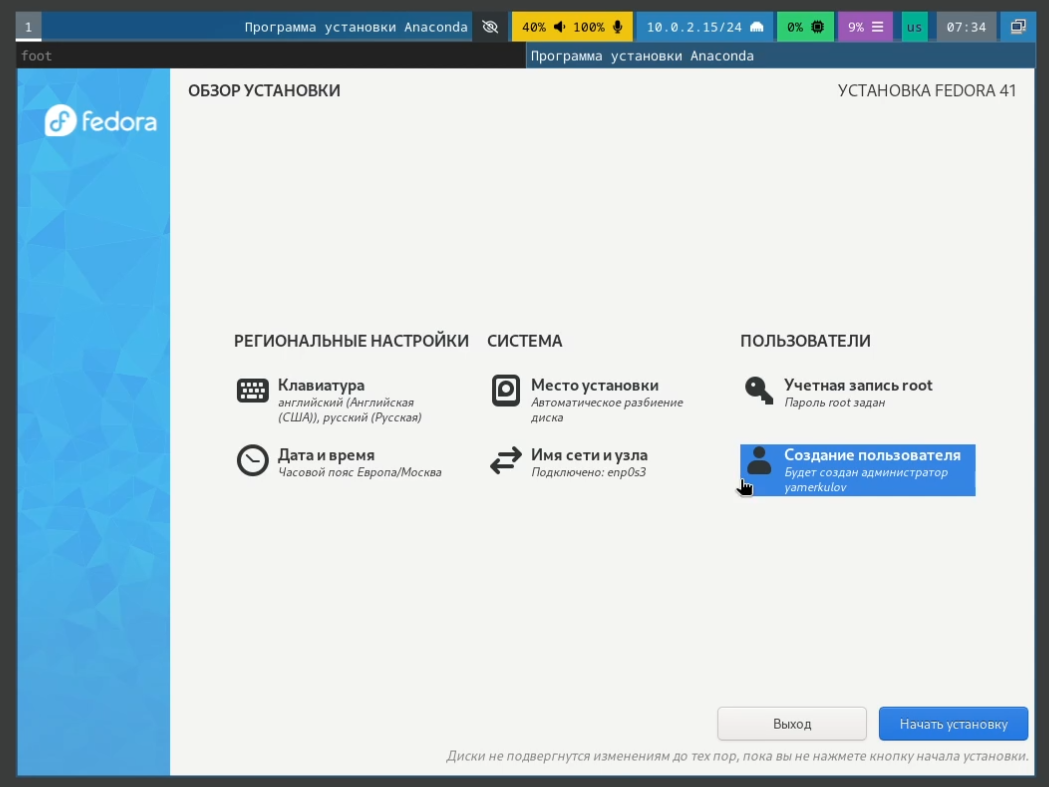 1 Программа установки Anaconda 40% 100% 10.0.2.15/24 0% 9% us 07:34
foot Программа установки Anaconda
fedora
ОБЗОР УСТАНОВКИ УСТАНОВКА FEDORA 41
РЕГИОНАЛЬНЫЕ НАСТРОЙКИ
Клавиатура
английский (Английская
(США)), русский (Русская)
Дата и время
Часовой пояс Европа/Москва
СИСТЕМА
Место установки
Автоматическое разбиение
диска
Имя сети и узла
Подключено: enp0s3
ПОЛЬЗОВАТЕЛИ
Учетная запись root
Пароль root задан
Создание пользователя
Будет создан администратор
yamerkulov
Выход Начать установку
Диски не подвергнутся изменениям до тех пор, пока вы не нажмете кнопку начала установки.